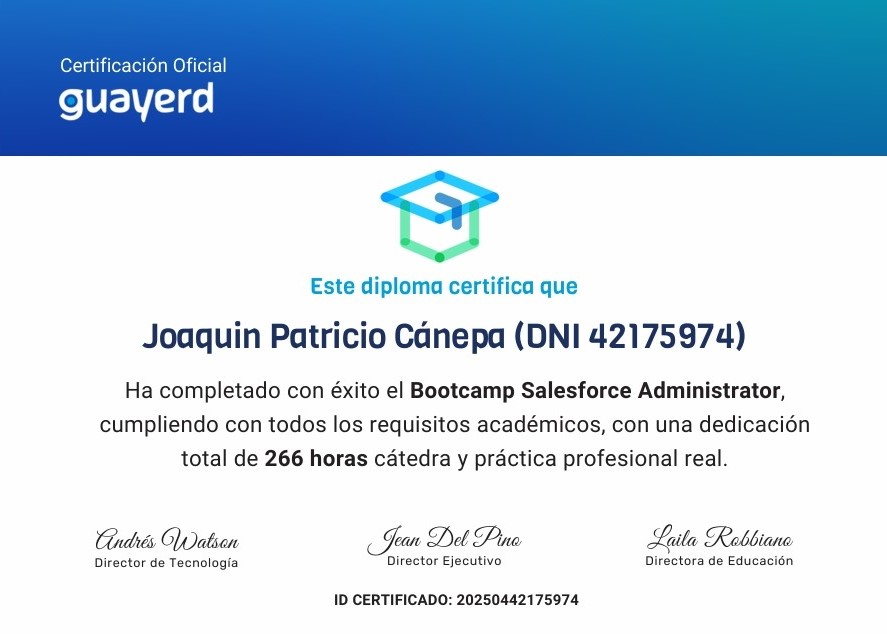 Certificación Oficial
guayerd
Este diploma certifica que
Joaquin Patricio Cánepa (DNI 42175974)
Ha completado con éxito el Bootcamp Salesforce Administrator,
cumpliendo con todos los requisitos académicos, con una dedicación
total de 266 horas cátedra y práctica profesional real.
Andrés Watson
Director de Tecnología
Jean Del Pino
Director Ejecutivo
Laila Robbiano
Directora de Educación
ID CERTIFICADO: 20250442175974